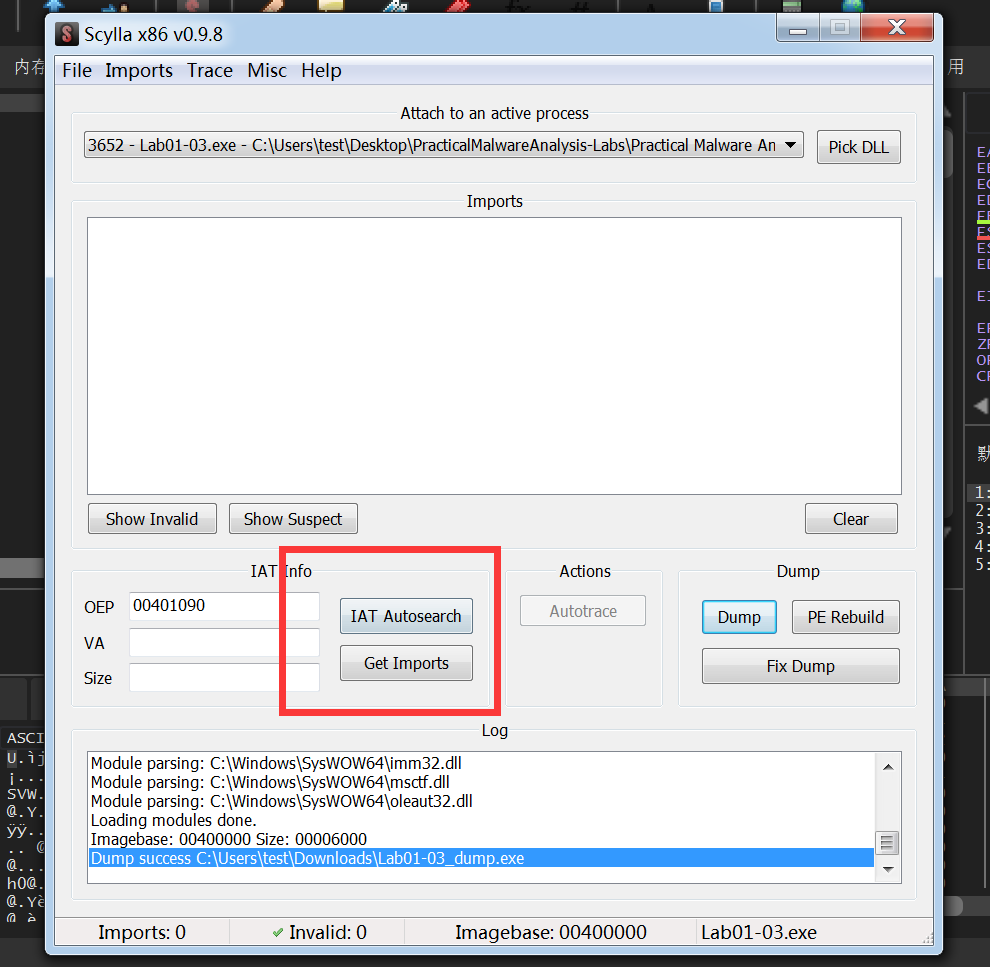 Scylla x86 v0.9.8
内存
用
File Imports Trace Misc Help
Attach to an active process
3652 - Lab01-03.exe - C:\Users\test\Desktop\PracticalMalwareAnalysis-Labs\Practical Malware An
Pick DLL
Imports
Show Invalid
Show Suspect
Clear
IAT Info
Actions
Dump
OEP
00401090
IAT Autosearch
Autotrace
Dump
PE Rebuild
VA
Get Imports
Fix Dump
Size
Log
Module parsing: C:\Windows\SysWOW64\imm32.dll
Module parsing: C:\Windows\SysWOW64\msctf.dll
Module parsing: C:\Windows\SysWOW64\oleaut32.dll
Loading modules done.
Imagebase: 00400000 Size: 00006000
Dump success C:\Users\test\Downloads\Lab01-03_dump.exe
Imports: 0
Invalid: 0
Imagebase: 00400000
Lab01-03.exe
1:
2:
3:
4:
5:
ASCI
U.ìj
¡...
SVW.
@.Y.
ÿÿ..
@...
h0@.
@.Yè
@.è